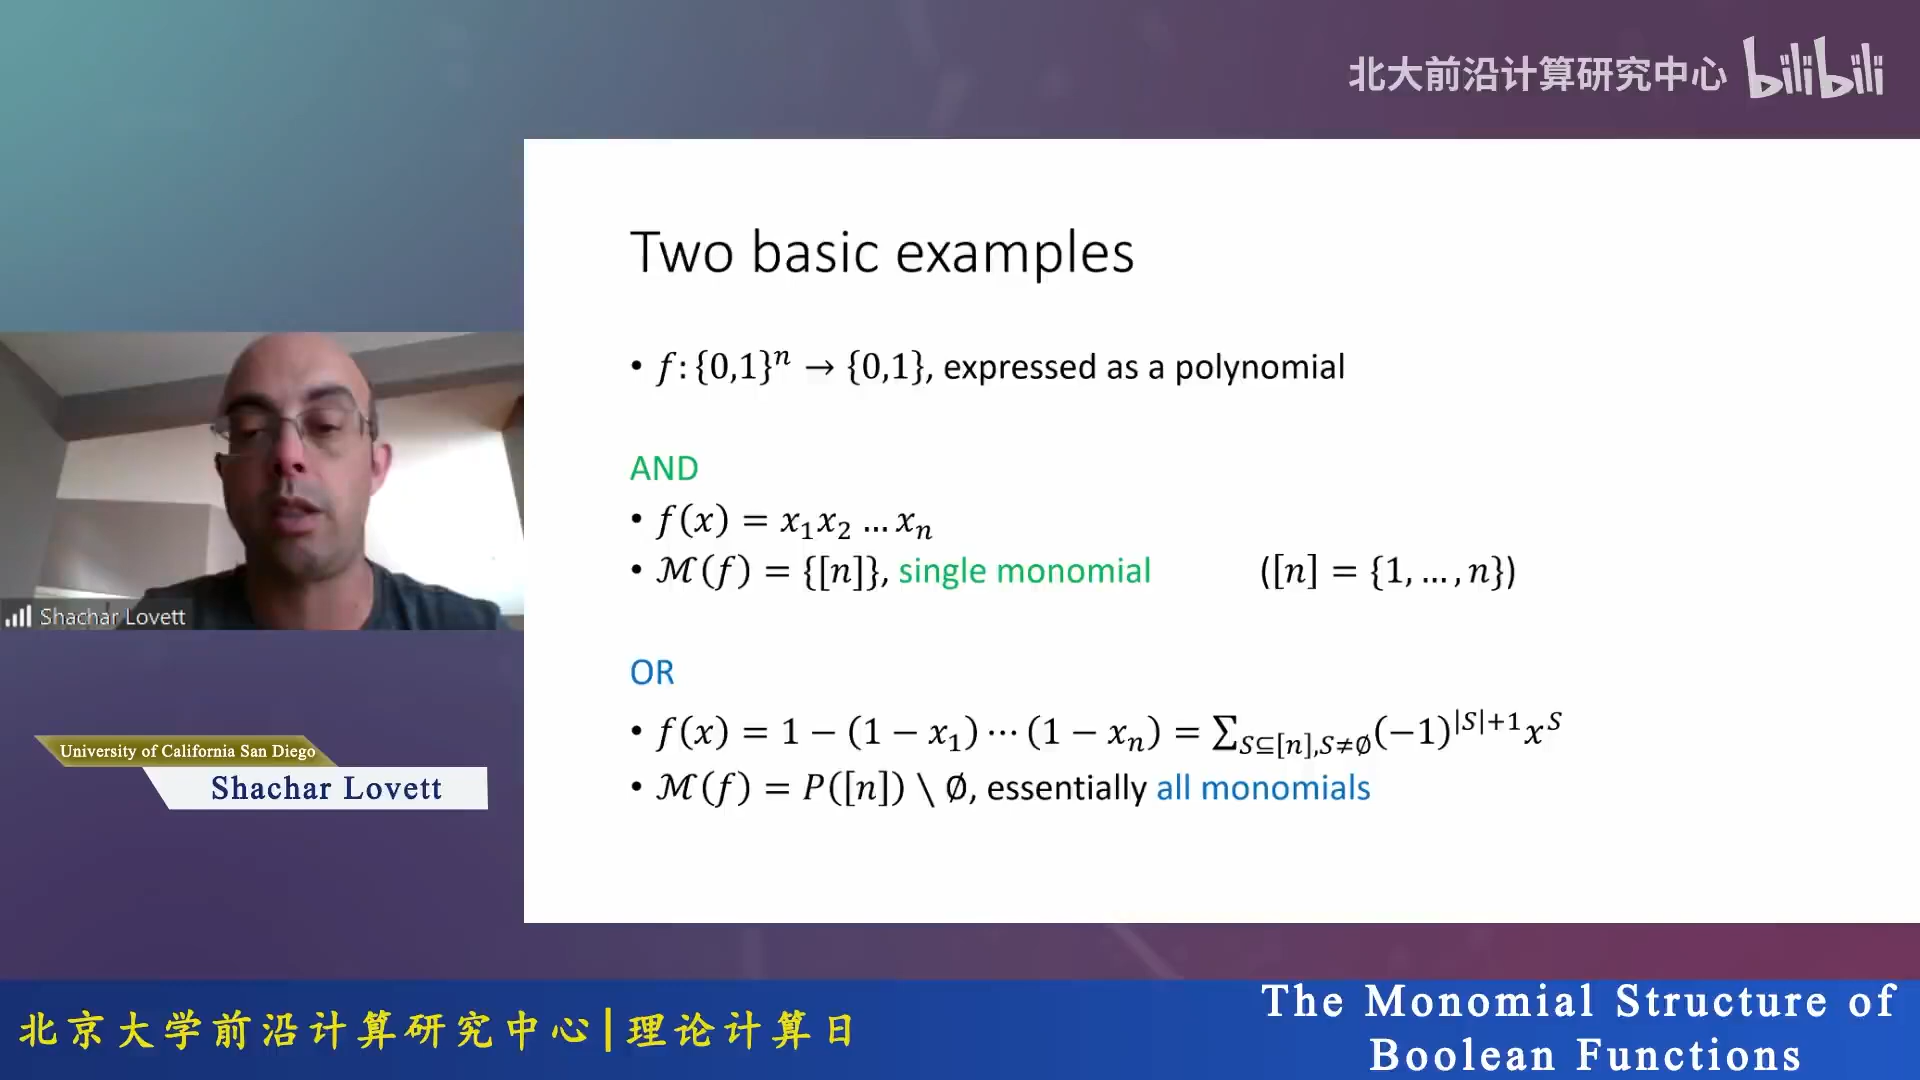 北大前沿计算研究中心 bilibili
Two basic examples
• f:{0,1}ⁿ → {0,1}, expressed as a polynomial
AND
• f(x) = x₁x₂ … xₙ
• ℳ(f) = {[n]}, single monomial ([n] = {1, …, n})
OR
• f(x) = 1 − (1 − x₁) ⋯ (1 − xₙ) = ∑_{S⊆[n],S≠∅}(−1)^{|S|+1}x^S
• ℳ(f) = P([n]) \ ∅, essentially all monomials
Shachar Lovett
University of California San Diego
Shachar Lovett
北京大学前沿计算研究中心|理论计算日
The Monomial Structure of
Boolean Functions